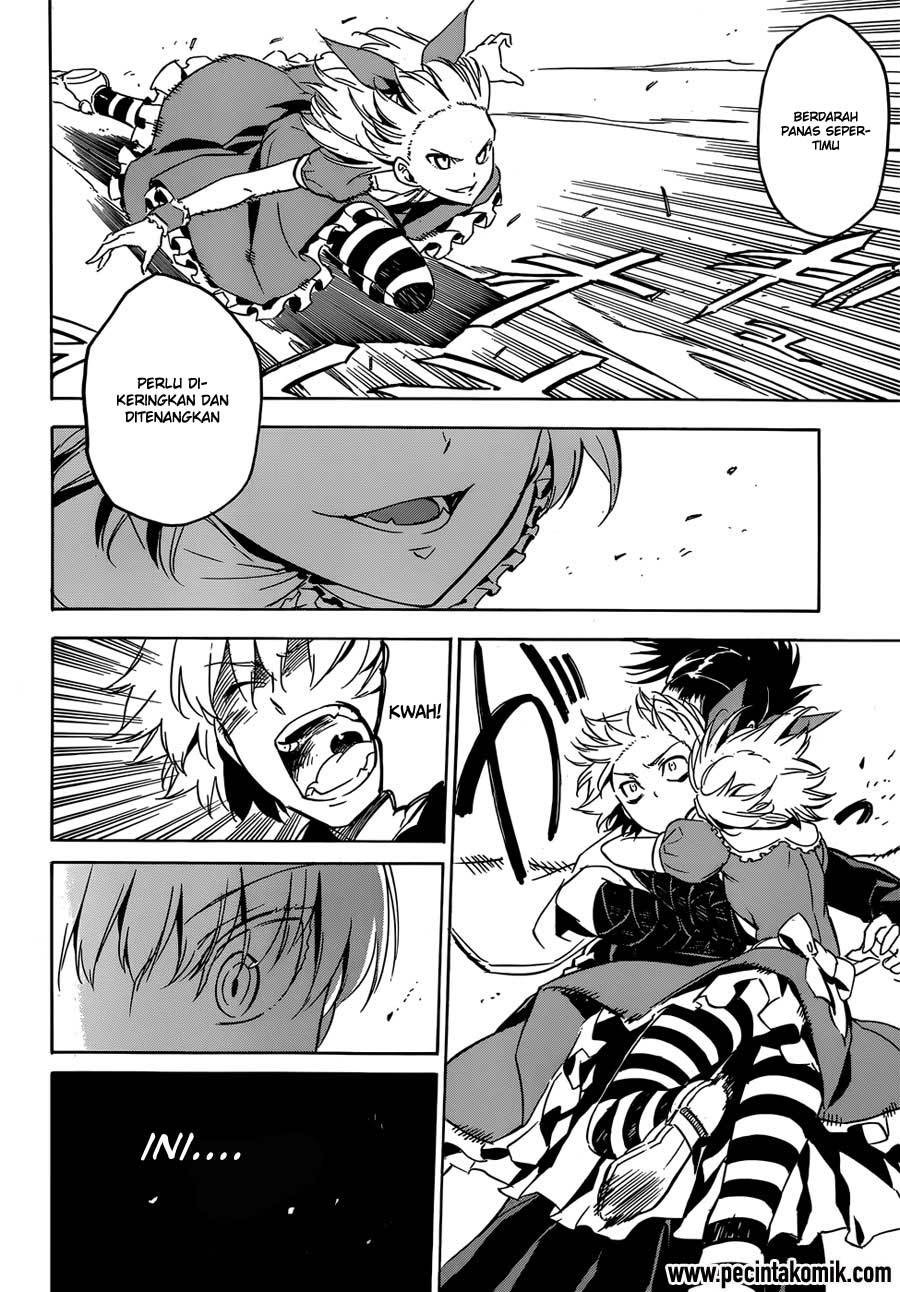 BERDARAH
PANAS SEPER-
TIMU
PERLU DI-
KERINGKAN DAN
DITENANGKAN
KWAH!
INI....
www.pecintakomik.com